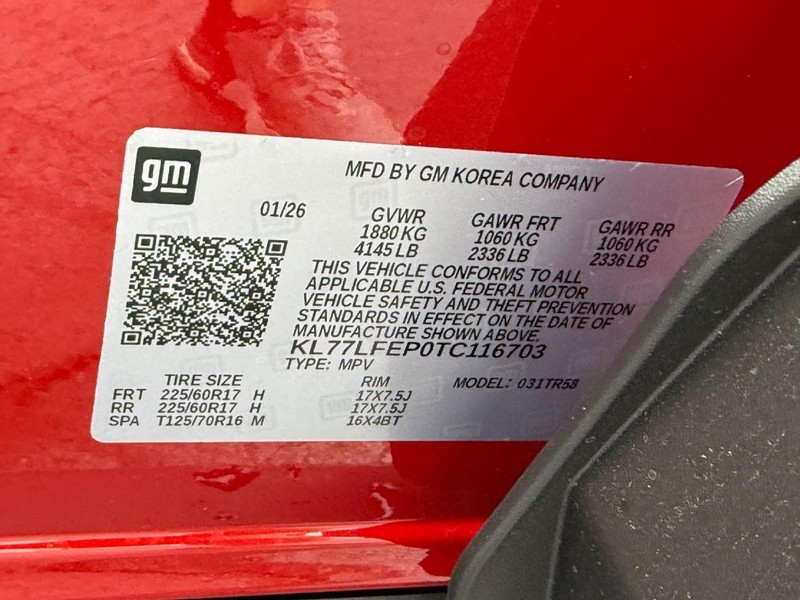 gm
MFD BY GM KOREA COMPANY
01/26 GVWR GAWR FRT GAWR RR
1880 KG 1060 KG 1060 KG
4145 LB 2336 LB 2336 LB
THIS VEHICLE CONFORMS TO ALL
APPLICABLE U.S. FEDERAL MOTOR
VEHICLE SAFETY AND THEFT PREVENTION
STANDARDS IN EFFECT ON THE DATE OF
MANUFACTURE SHOWN ABOVE.
KL77LFEP0TC116703
TYPE: MPV
TIRE SIZE RIM MODEL: 031TR58
FRT 225/60R17 H 17X7.5J
RR 225/60R17 H 17X7.5J
SPA T125/70R16 M 16X4BT